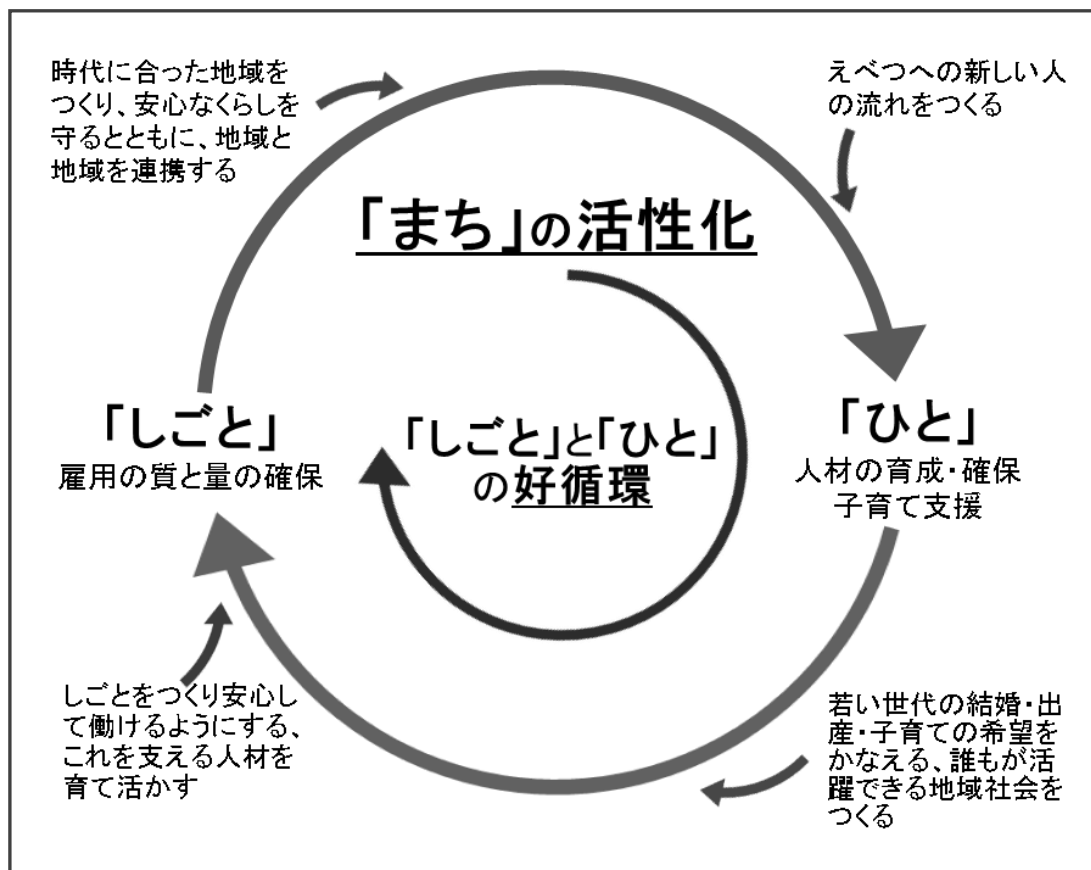 時代に合った地域を
つくり、安心なくらしを
守るとともに、地域と
地域を連携する
えべつへの新しい人
の流れをつくる
「まち」の活性化
「しごと」
雇用の質と量の確保
「しごと」と「ひと」
の好循環
「ひと」
人材の育成・確保
子育て支援
しごとをつくり安心し
て働けるようにする、
これを支える人材を
育て活かす
若い世代の結婚・出
産・子育ての希望を
かなえる、誰もが活
躍できる地域社会を
つくる